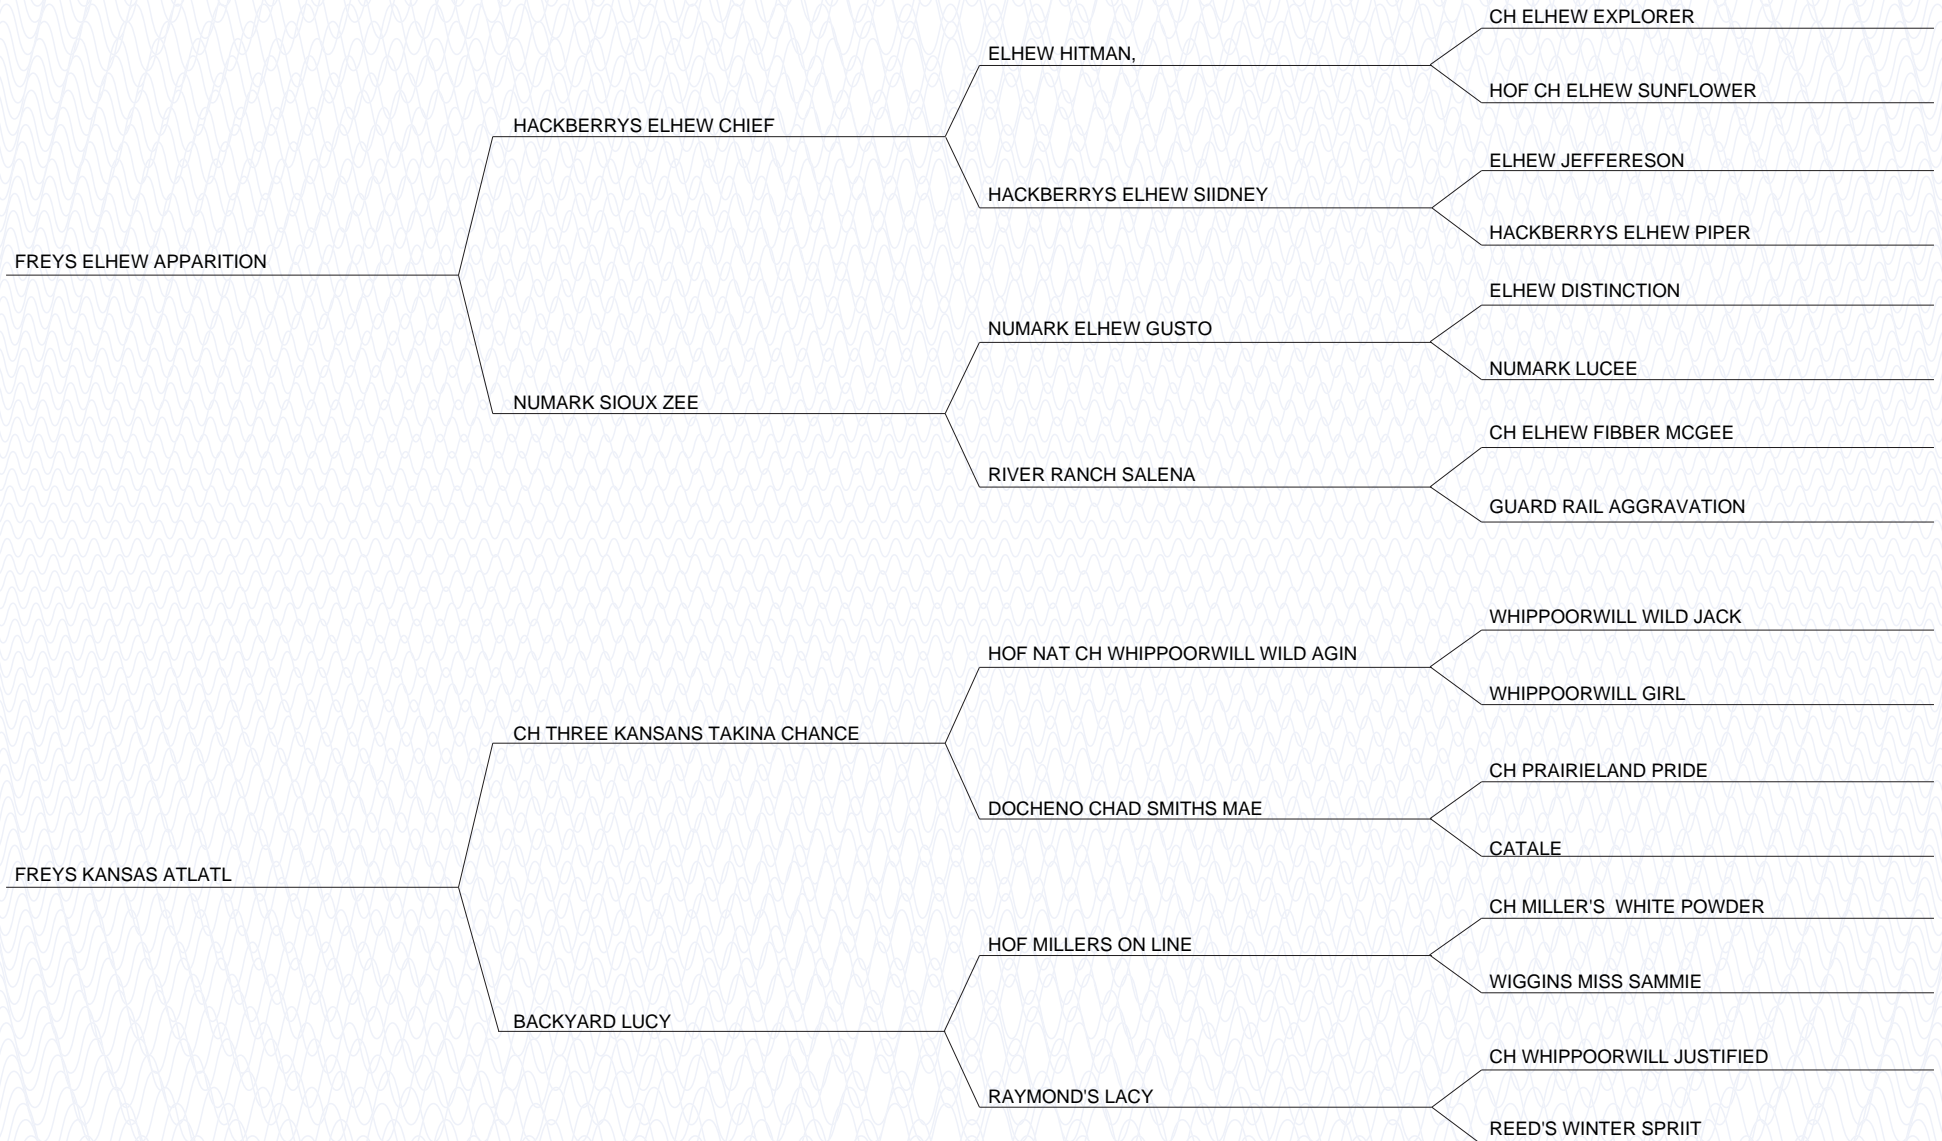 CH ELHEW EXPLORER
ELHEW HITMAN,
HOF CH ELHEW SUNFLOWER
HACKBERRYS ELHEW CHIEF
ELHEW JEFFERESON
HACKBERRYS ELHEW SIIDNEY
HACKBERRYS ELHEW PIPER
FREYS ELHEW APPARITION
ELHEW DISTINCTION
NUMARK ELHEW GUSTO
NUMARK LUCEE
NUMARK SIOUX ZEE
CH ELHEW FIBBER MCGEE
RIVER RANCH SALENA
GUARD RAIL AGGRAVATION
WHIPPOORWILL WILD JACK
HOF NAT CH WHIPPOORWILL WILD AGIN
WHIPPOORWILL GIRL
CH THREE KANSANS TAKINA CHANCE
CH PRAIRIELAND PRIDE
DOCHENO CHAD SMITHS MAE
CATALE
FREYS KANSAS ATLATL
CH MILLER'S  WHITE POWDER
HOF MILLERS ON LINE
WIGGINS MISS SAMMIE
BACKYARD LUCY
CH WHIPPOORWILL JUSTIFIED
RAYMOND'S LACY
REED'S WINTER SPRIIT